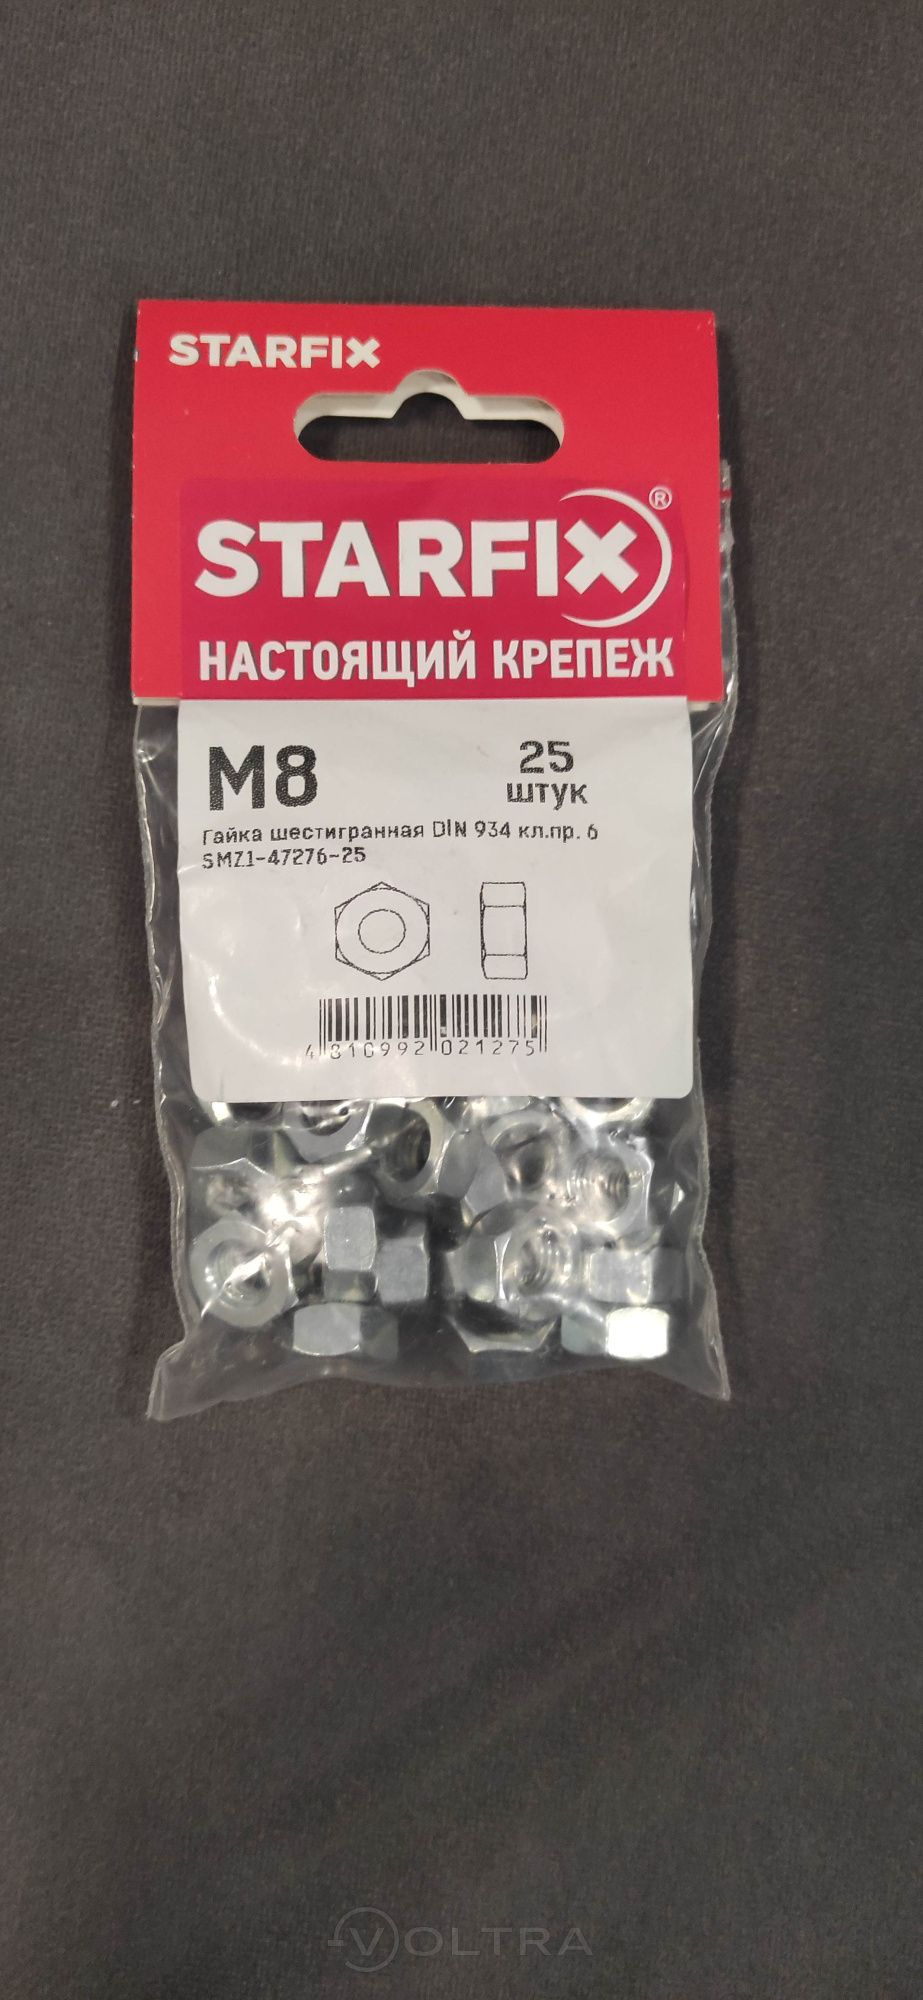 STARFIX
STARFIX®
НАСТОЯЩИЙ КРЕПЕЖ
M8
25
штук
Гайка шестигранная DIN 934 кл.пр. 6
SMZ1-47276-25
4 810992 021275
VOLTRA